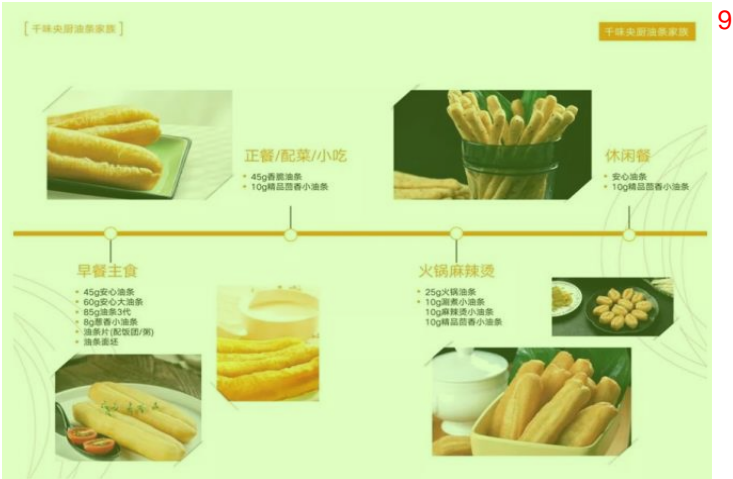 [ 千味央厨油条家族 ]
千味央厨油条家族
9
正餐/配菜/小吃
• 45g香脆油条
• 10g精品茴香小油条
休闲餐
• 安心油条
• 10g精品茴香小油条
早餐主食
• 45g安心油条
• 60g安心大油条
• 85g油条3代
• 8g葱香小油条
• 油条片(配饭团/粥)
• 油条面坯
火锅麻辣烫
• 25g火锅油条
• 10g涮煮小油条
10g麻辣烫小油条
10g精品茴香小油条